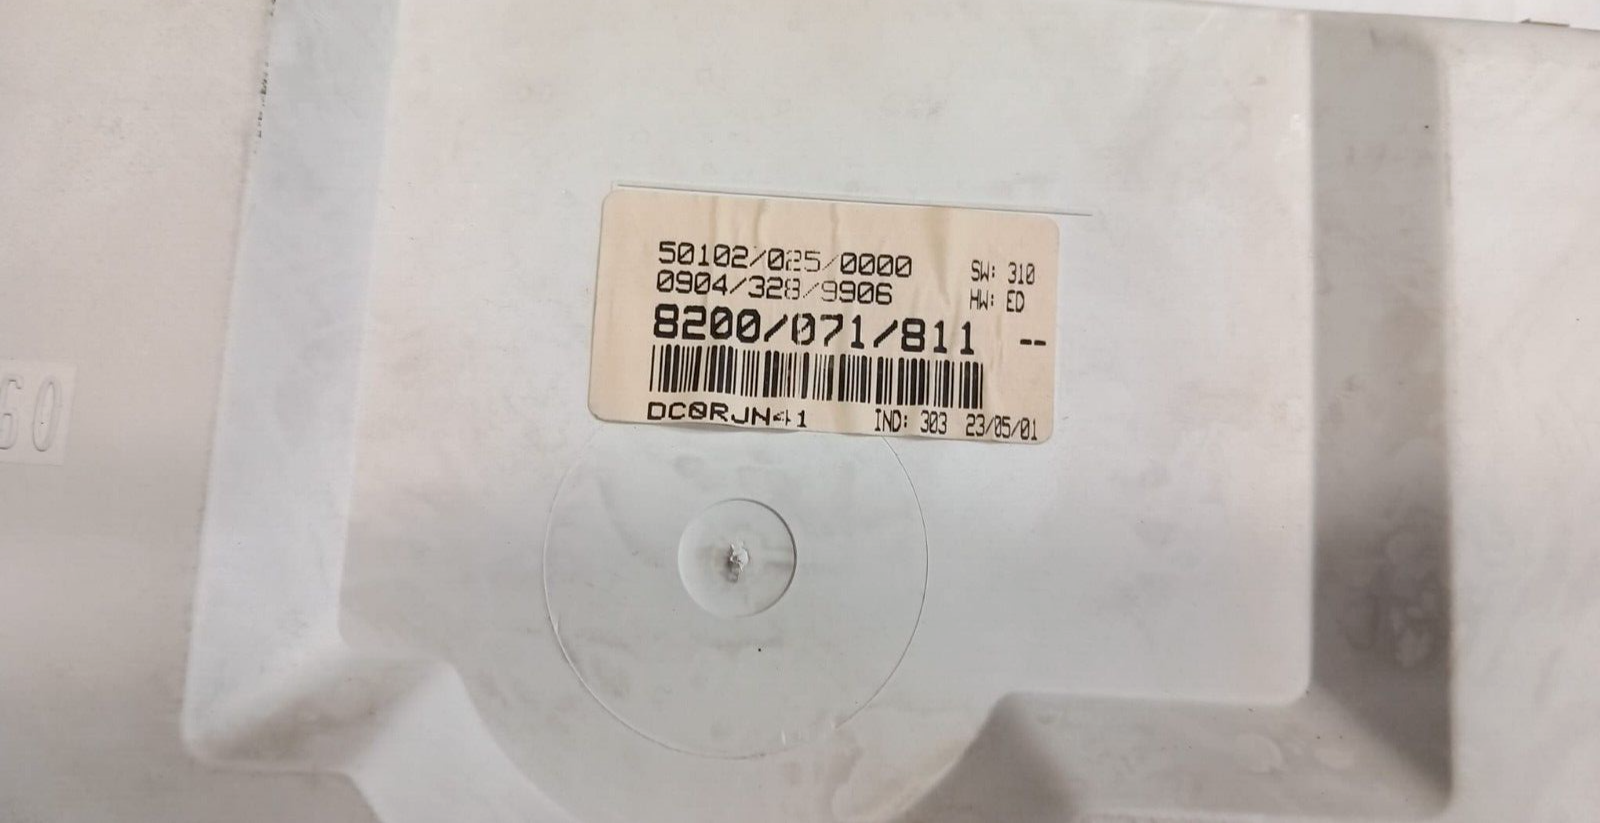 50102/025/0000 SW: 310
0904/328/9906 HW: ED
8200/071/811 --
DC0RJN41 IND: 303 23/05/01
60